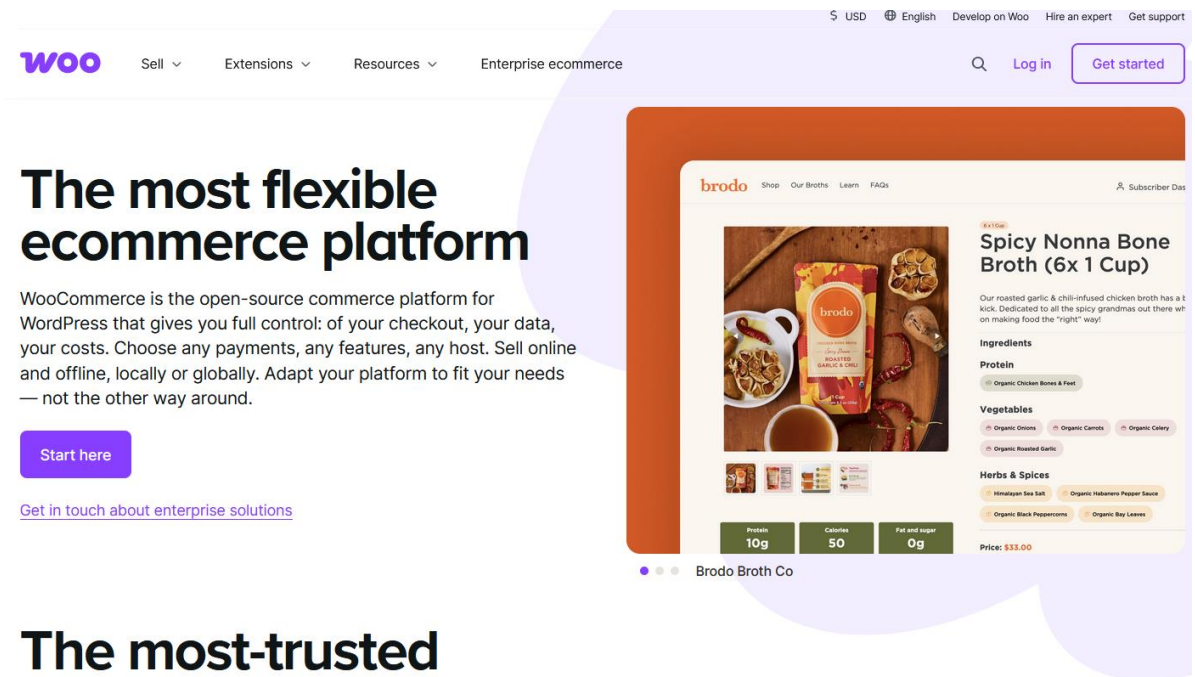 $ USD English Develop on Woo Hire an expert Get support
Woo Sell Extensions Resources Enterprise ecommerce Log in Get started
The most flexible
ecommerce platform
WooCommerce is the open-source commerce platform for
WordPress that gives you full control: of your checkout, your data,
your costs. Choose any payments, any features, any host. Sell online
and offline, locally or globally. Adapt your platform to fit your needs
— not the other way around.
Start here
Get in touch about enterprise solutions
brodo Shop Our Broths Learn FAQs Subscriber Das
brodo
Spicy Nonna
ROASTED
GARLIC & CHILI
1 Cup
6 x 1 Cup
Spicy Nonna Bone
Broth (6x 1 Cup)
Our roasted garlic & chili-infused chicken broth has a
kick. Dedicated to all the spicy grandmas out there
on making food the "right" way!
Ingredients
Protein
Organic Chicken Bones & Feet
Vegetables
Organic Onions Organic Carrots Organic Celery
Organic Roasted Garlic
Herbs & Spices
Himalayan Sea Salt Organic Habanero Pepper Sauce
Organic Black Peppercorns Organic Bay Leaves
Price: $33.00
Protein Calories Fat and sugar
10g 50 0g
Brodo Broth Co
The most-trusted